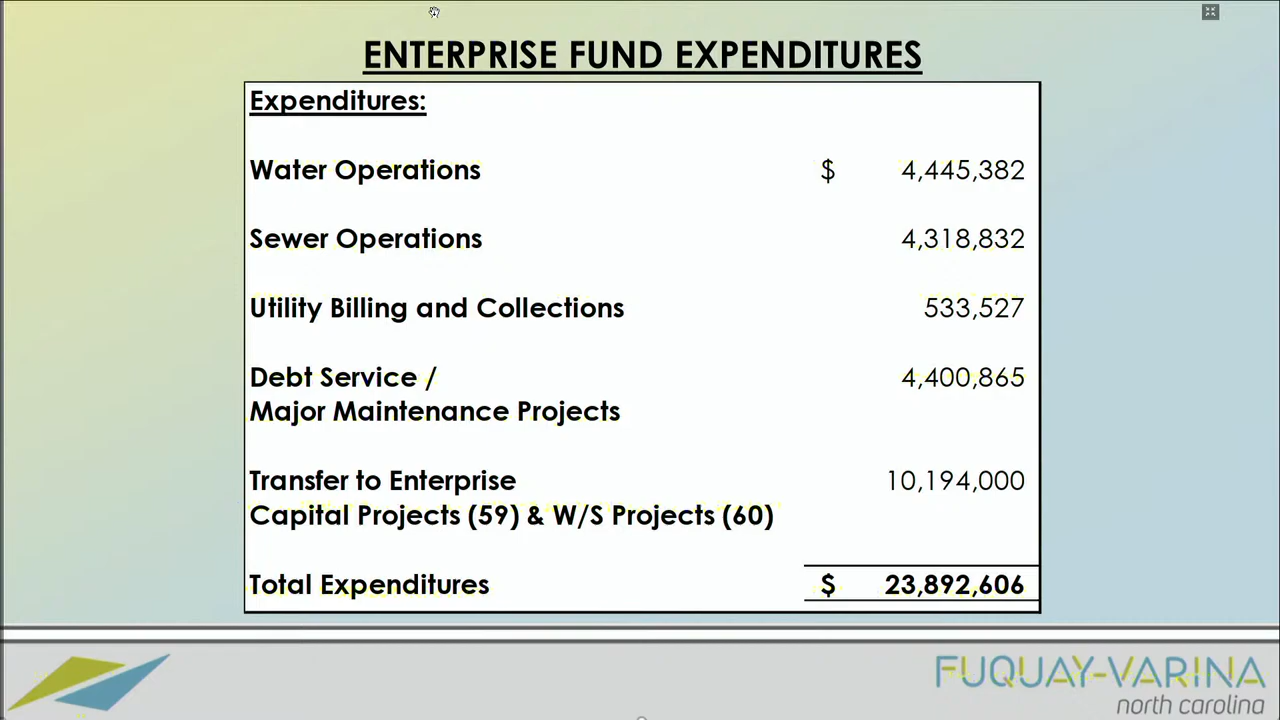 ENTERPRISE FUND EXPENDITURES
Expenditures:
Water Operations $ 4,445,382
Sewer Operations 4,318,832
Utility Billing and Collections 533,527
Debt Service / 4,400,865
Major Maintenance Projects
Transfer to Enterprise 10,194,000
Capital Projects (59) & W/S Projects (60)
Total Expenditures $ 23,892,606
FUQUAY-VARINA
north carolina